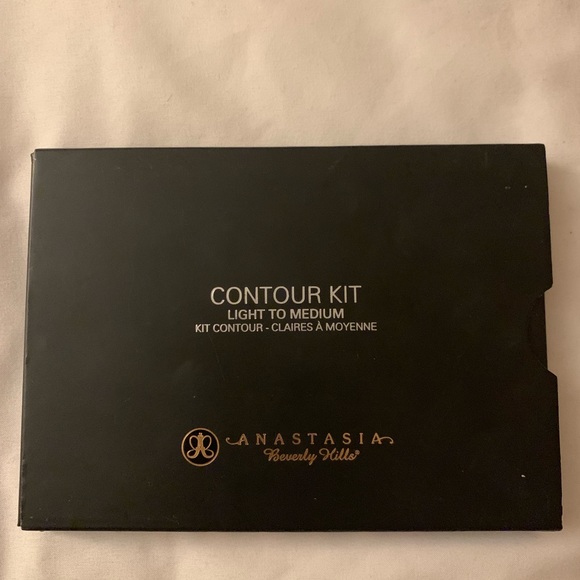 CONTOUR KIT
LIGHT TO MEDIUM
KIT CONTOUR - CLAIRES À MOYENNE
ANASTASIA
Beverly Hills®